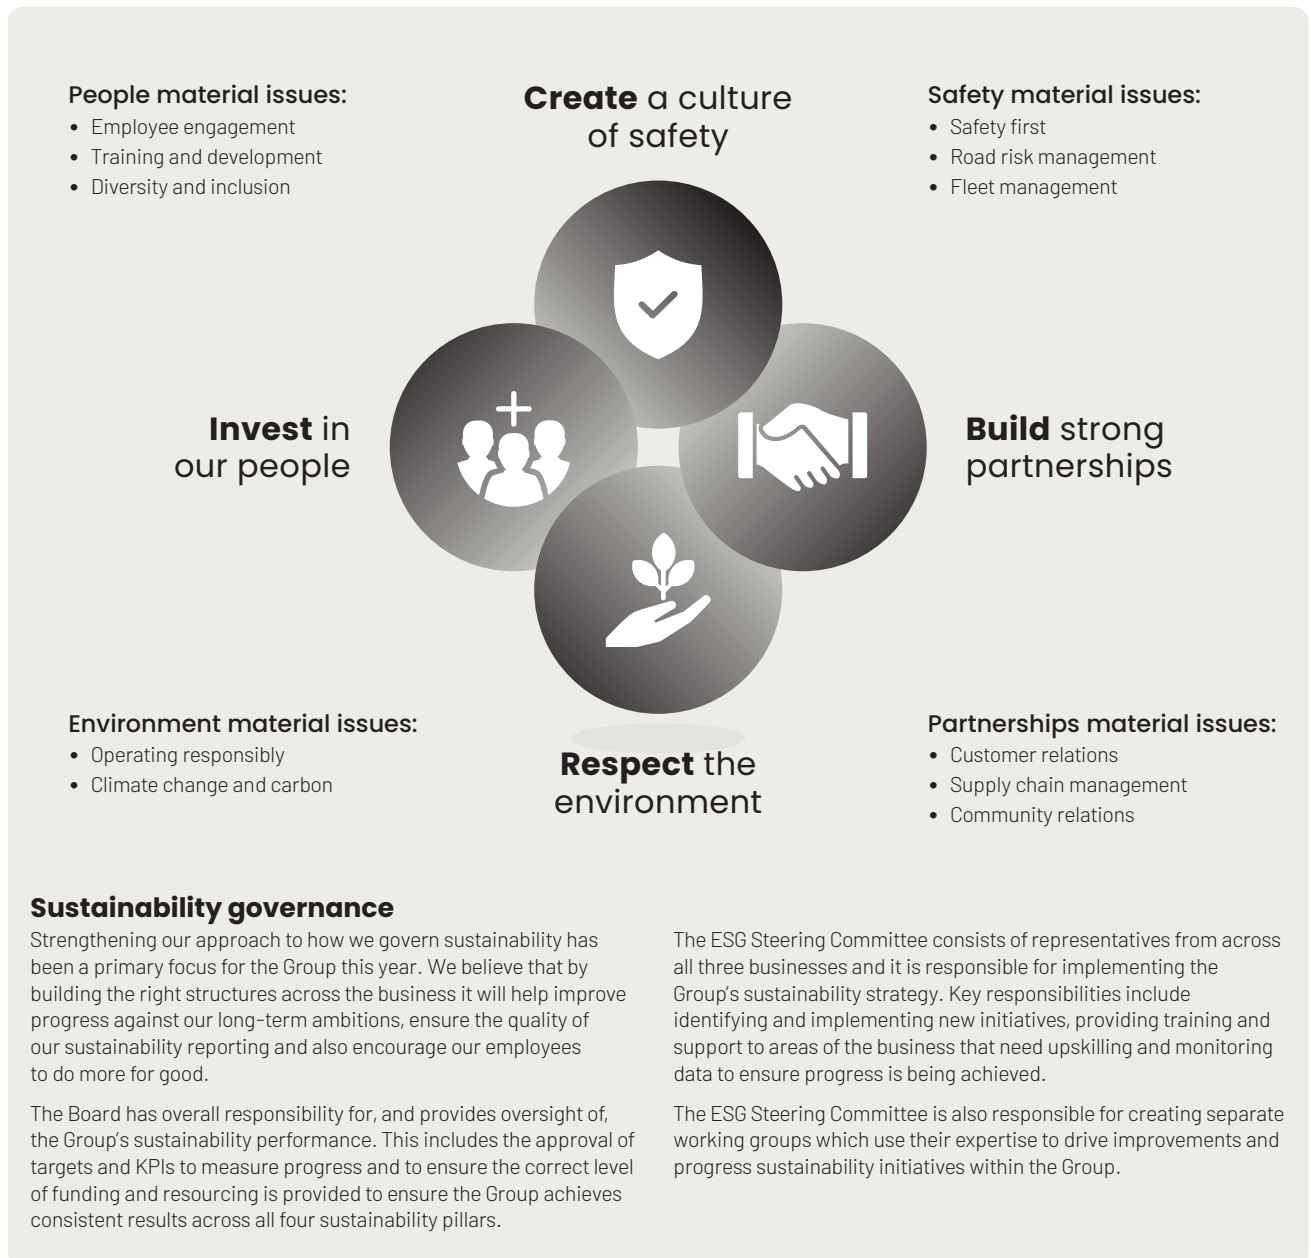 People material issues:
• Employee engagement
• Training and development
• Diversity and inclusion
Create a culture
of safety
Safety material issues:
• Safety first
• Road risk management
• Fleet management
Invest in
our people
Build strong
partnerships
Environment material issues:
• Operating responsibly
• Climate change and carbon
Respect the
environment
Partnerships material issues:
• Customer relations
• Supply chain management
• Community relations
Sustainability governance
Strengthening our approach to how we govern sustainability has
been a primary focus for the Group this year. We believe that by
building the right structures across the business it will help improve
progress against our long-term ambitions, ensure the quality of
our sustainability reporting and also encourage our employees
to do more for good.
The Board has overall responsibility for, and provides oversight of,
the Group's sustainability performance. This includes the approval of
targets and KPIs to measure progress and to ensure the correct level
of funding and resourcing is provided to ensure the Group achieves
consistent results across all four sustainability pillars.
The ESG Steering Committee consists of representatives from across
all three businesses and it is responsible for implementing the
Group's sustainability strategy. Key responsibilities include
identifying and implementing new initiatives, providing training and
support to areas of the business that need upskilling and monitoring
data to ensure progress is being achieved.
The ESG Steering Committee is also responsible for creating separate
working groups which use their expertise to drive improvements and
progress sustainability initiatives within the Group.